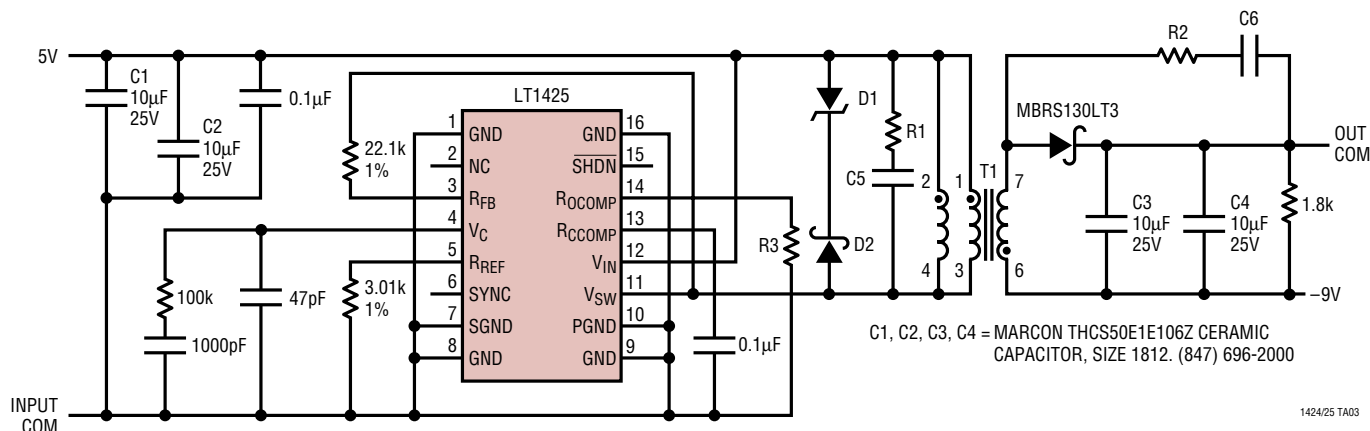 5V
C1
10µF
25V
C2
10µF
25V
0.1µF
22.1k
1%
LT1425
1 GND
2 NC
3 RFB
4 VC
5 RREF
6 SYNC
7 SGND
8 GND
GND 16
SHDN 15
ROCOMP 14
RCCOMP 13
VIN 12
VSW 11
PGND 10
GND 9
100k
1000pF
47pF
3.01k
1%
R3
0.1µF
D1
D2
R1
C5
2
4
1
3
T1
7
6
R2
C6
MBRS130LT3
C3
10µF
25V
C4
10µF
25V
1.8k
OUT
COM
–9V
INPUT
COM
C1, C2, C3, C4 = MARCON THCS50E1E106Z CERAMIC
CAPACITOR, SIZE 1812. (847) 696-2000
1424/25 TA03